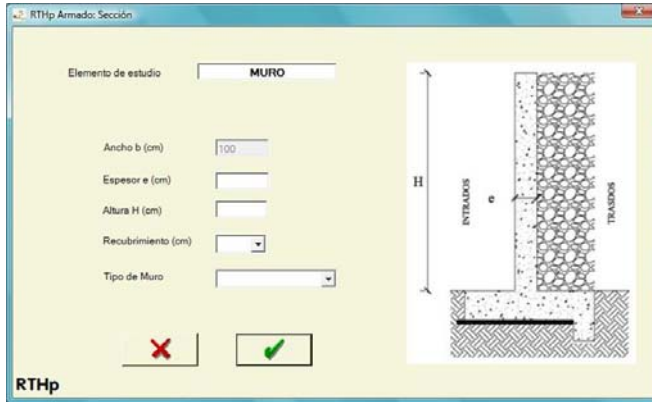 RTHp Armado: Sección
Elemento de estudio MURO
Ancho b (cm) 100
Espesor e (cm)
Altura H (cm)
Recubrimiento (cm)
Tipo de Muro
H
INTRADOS
e
TRASDOS
RTHp